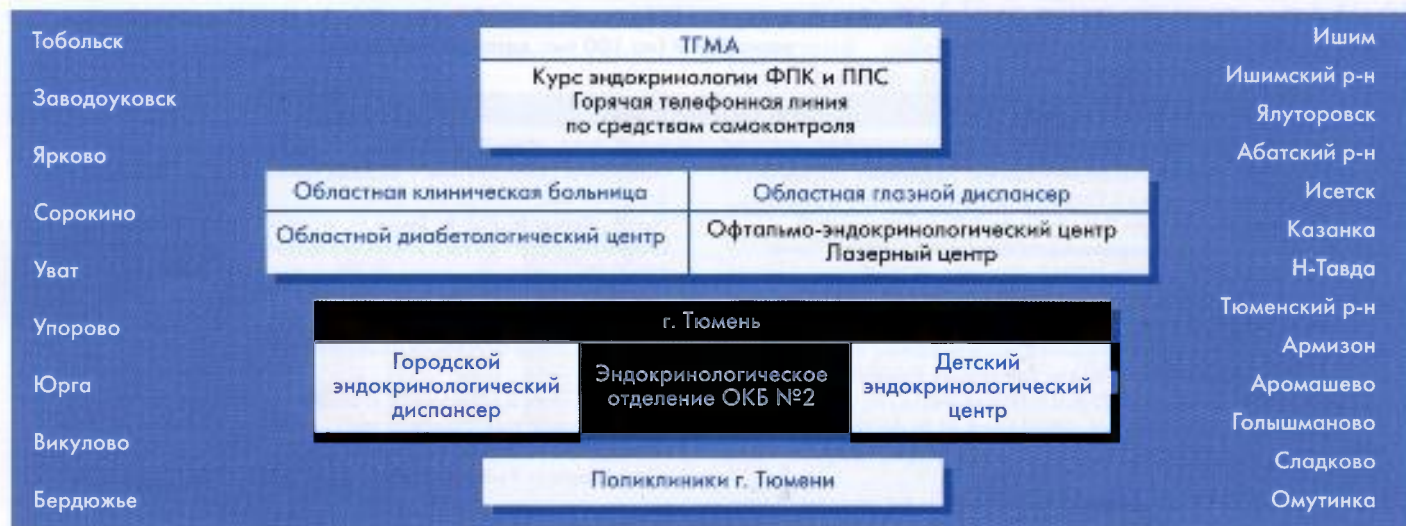 Тобольск
Заводоуковск
Ярково
Сорокино
Уват
Упорово
Юрга
Викулово
Бердюжье
ТГМА
Курс эндокринологии ФПК и ППС
Горячая телефонная линия
по средствам самоконтроля
Областная клиническая больница
Областной диабетологический центр
Областная глазной диспансер
Офтальмо-эндокринологический центр
Лазерный центр
г. Тюмень
Городской
эндокринологический
диспансер
Эндокринологическое
отделение ОКБ №2
Детский
эндокринологический
центр
Поликлиники г. Тюмени
Ишим
Ишимский р-н
Ялуторовск
Абатский р-н
Исетск
Казанка
Н-Тавда
Тюменский р-н
Армизон
Аромашево
Голышманово
Сладково
Омутинка